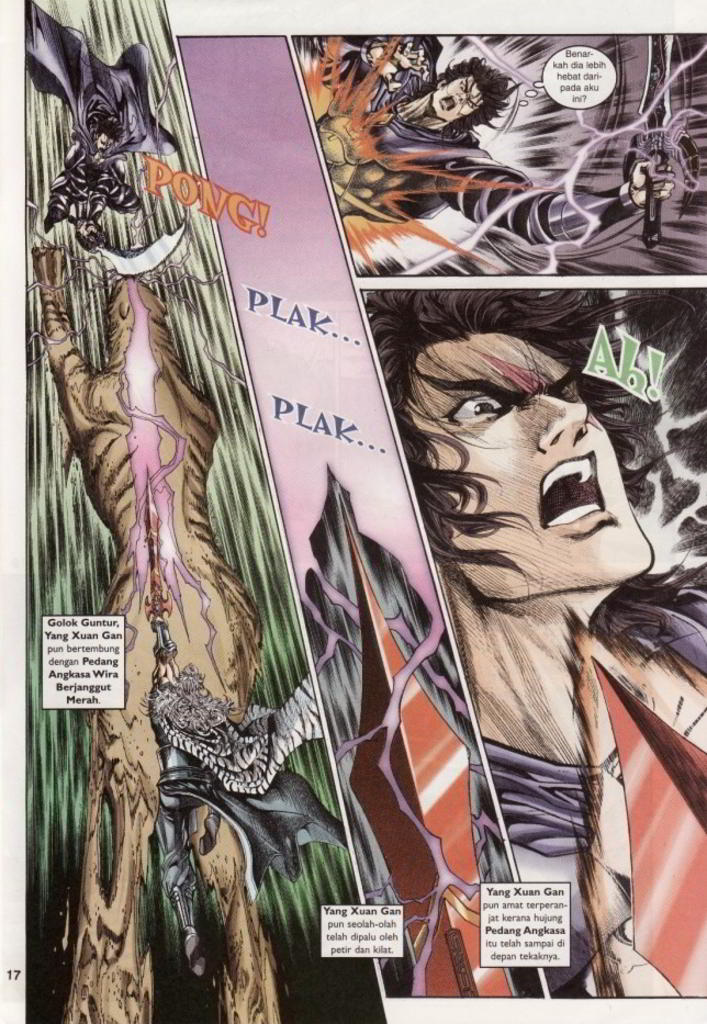 PONG!
Golok Guntur,
Yang Xuan Gan
pun bertembung
dengan Pedang
Angkasa Wira
Berjanggut
Merah.
PLAK...
PLAK...
Yang Xuan Gan
pun seolah-olah
telah dipalu oleh
petir dan kilat.
Benar-
kah dia lebih
hebat dari-
pada aku
ini?
Ah!
Yang Xuan Gan
pun amat terperan-
jat kerana hujung
Pedang Angkasa
itu telah sampai di
depan tekaknya.
17